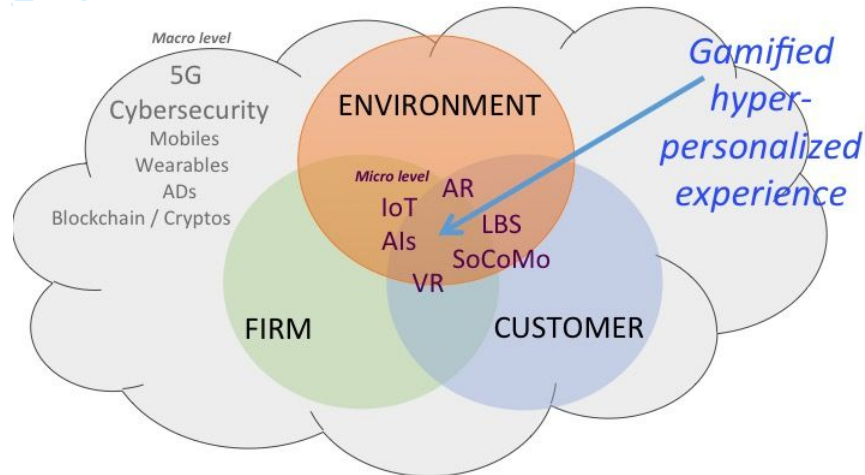 Macro level
5G
Cybersecurity
Mobiles
Wearables
ADs
Blockchain / Cryptos
ENVIRONMENT
Gamified
hyper-
personalized
experience
Micro level
AR
IoT
LBS
AIs
SoCoMo
VR
FIRM
CUSTOMER